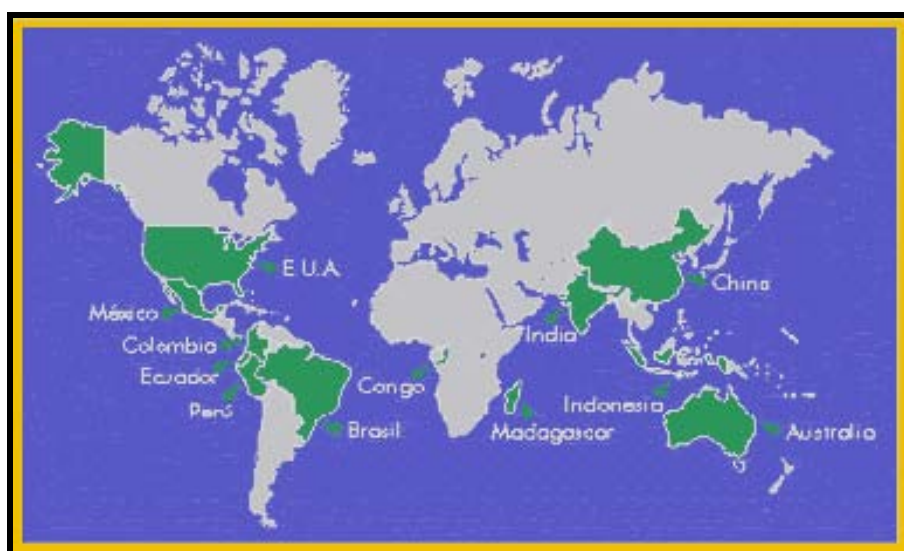 E.U.A.
México
Colombia
Ecuador
Perú
Brasil
Congo
Madagascar
India
China
Indonesia
Australia